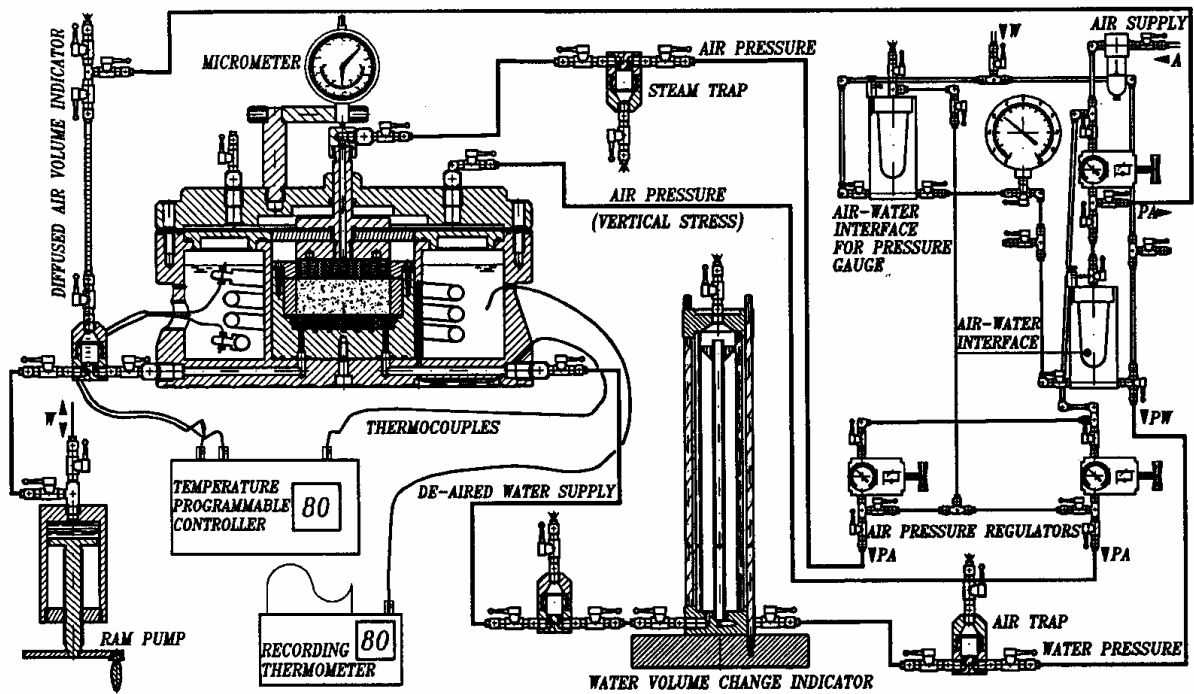 AIR SUPPLY
W
A
MICROMETER
AIR PRESSURE
STEAM TRAP
DIFFUSED AIR VOLUME INDICATOR
AIR PRESSURE
(VERTICAL STRESS)
AIR-WATER
INTERFACE
FOR PRESSURE
GAUGE
PA
AIR-WATER
INTERFACE
W
PW
THERMOCOUPLES
TEMPERATURE
PROGRAMMABLE
CONTROLLER
80
DE-AIRED WATER SUPPLY
AIR PRESSURE REGULATORS
PA
PA
RAM PUMP
RECORDING
THERMOMETER
80
AIR TRAP
WATER PRESSURE
WATER VOLUME CHANGE INDICATOR